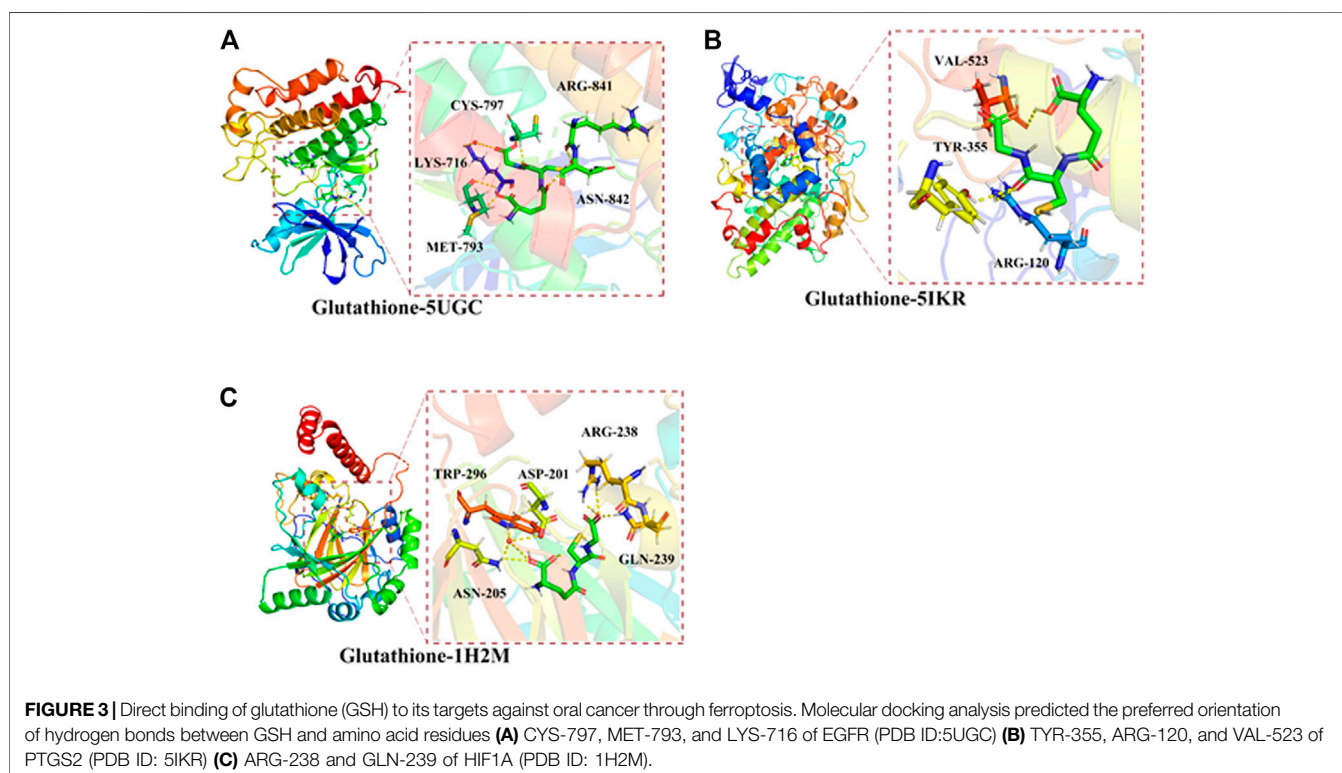 A
CYS-797
ARG-841
LYS-716
ASN-842
MET-793
Glutathione-5UGC
B
VAL-523
TYR-355
ARG-120
Glutathione-5IKR
C
ARG-238
TRP-296
ASP-201
GLN-239
ASN-205
Glutathione-1H2M
FIGURE 3 | Direct binding of glutathione (GSH) to its targets against oral cancer through ferroptosis. Molecular docking analysis predicted the preferred orientation
of hydrogen bonds between GSH and amino acid residues (A) CYS-797, MET-793, and LYS-716 of EGFR (PDB ID:5UGC) (B) TYR-355, ARG-120, and VAL-523 of
PTGS2 (PDB ID: 5IKR) (C) ARG-238 and GLN-239 of HIF1A (PDB ID: 1H2M).